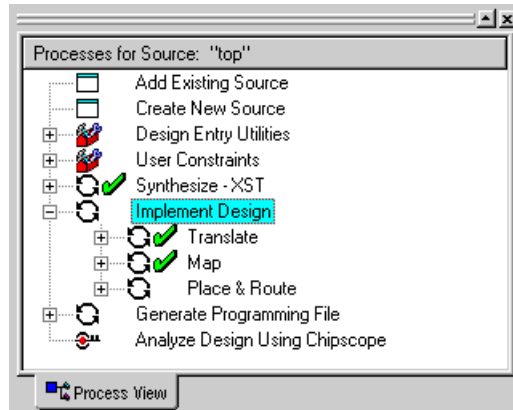 Processes for Source: "top"
Add Existing Source
Create New Source
Design Entry Utilities
User Constraints
Synthesize - XST
Implement Design
Translate
Map
Place & Route
Generate Programming File
Analyze Design Using Chipscope
Process View